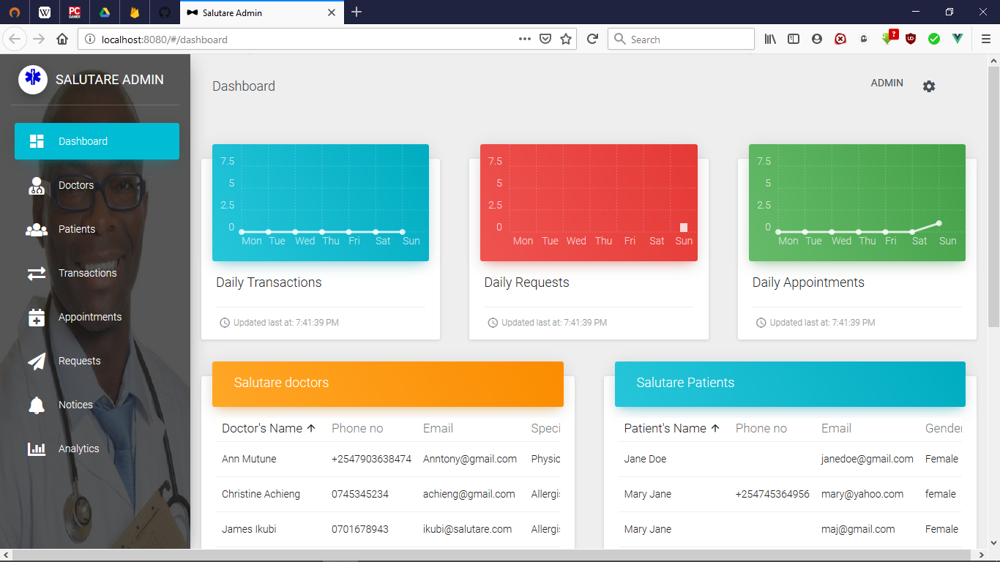 Salutare Admin
localhost:8080/#/dashboard
Search
SALUTARE ADMIN
Dashboard
Doctors
Patients
Transactions
Appointments
Requests
Notices
Analytics
Dashboard
ADMIN
7.5
5
2.5
0
Mon Tue Wed Thu Fri Sat Sun
Daily Transactions
Updated last at: 7:41:39 PM
7.5
5
2.5
0
Mon Tue Wed Thu Fri Sat Sun
Daily Requests
Updated last at: 7:41:39 PM
7.5
5
2.5
0
Mon Tue Wed Thu Fri Sat Sun
Daily Appointments
Updated last at: 7:41:39 PM
Salutare doctors
Doctor's Name Phone no Email Speci
Ann Mutune +2547903638474 Anntony@gmail.com Physic
Christine Achieng 0745345234 achieng@gmail.com Allergis
James Ikubi 0701678943 ikubi@salutare.com Allergis
Salutare Patients
Patient's Name Phone no Email Gender
Jane Doe janedoe@gmail.com Female
Mary Jane +254745364956 mary@yahoo.com female
Mary Jane maj@gmail.com Female